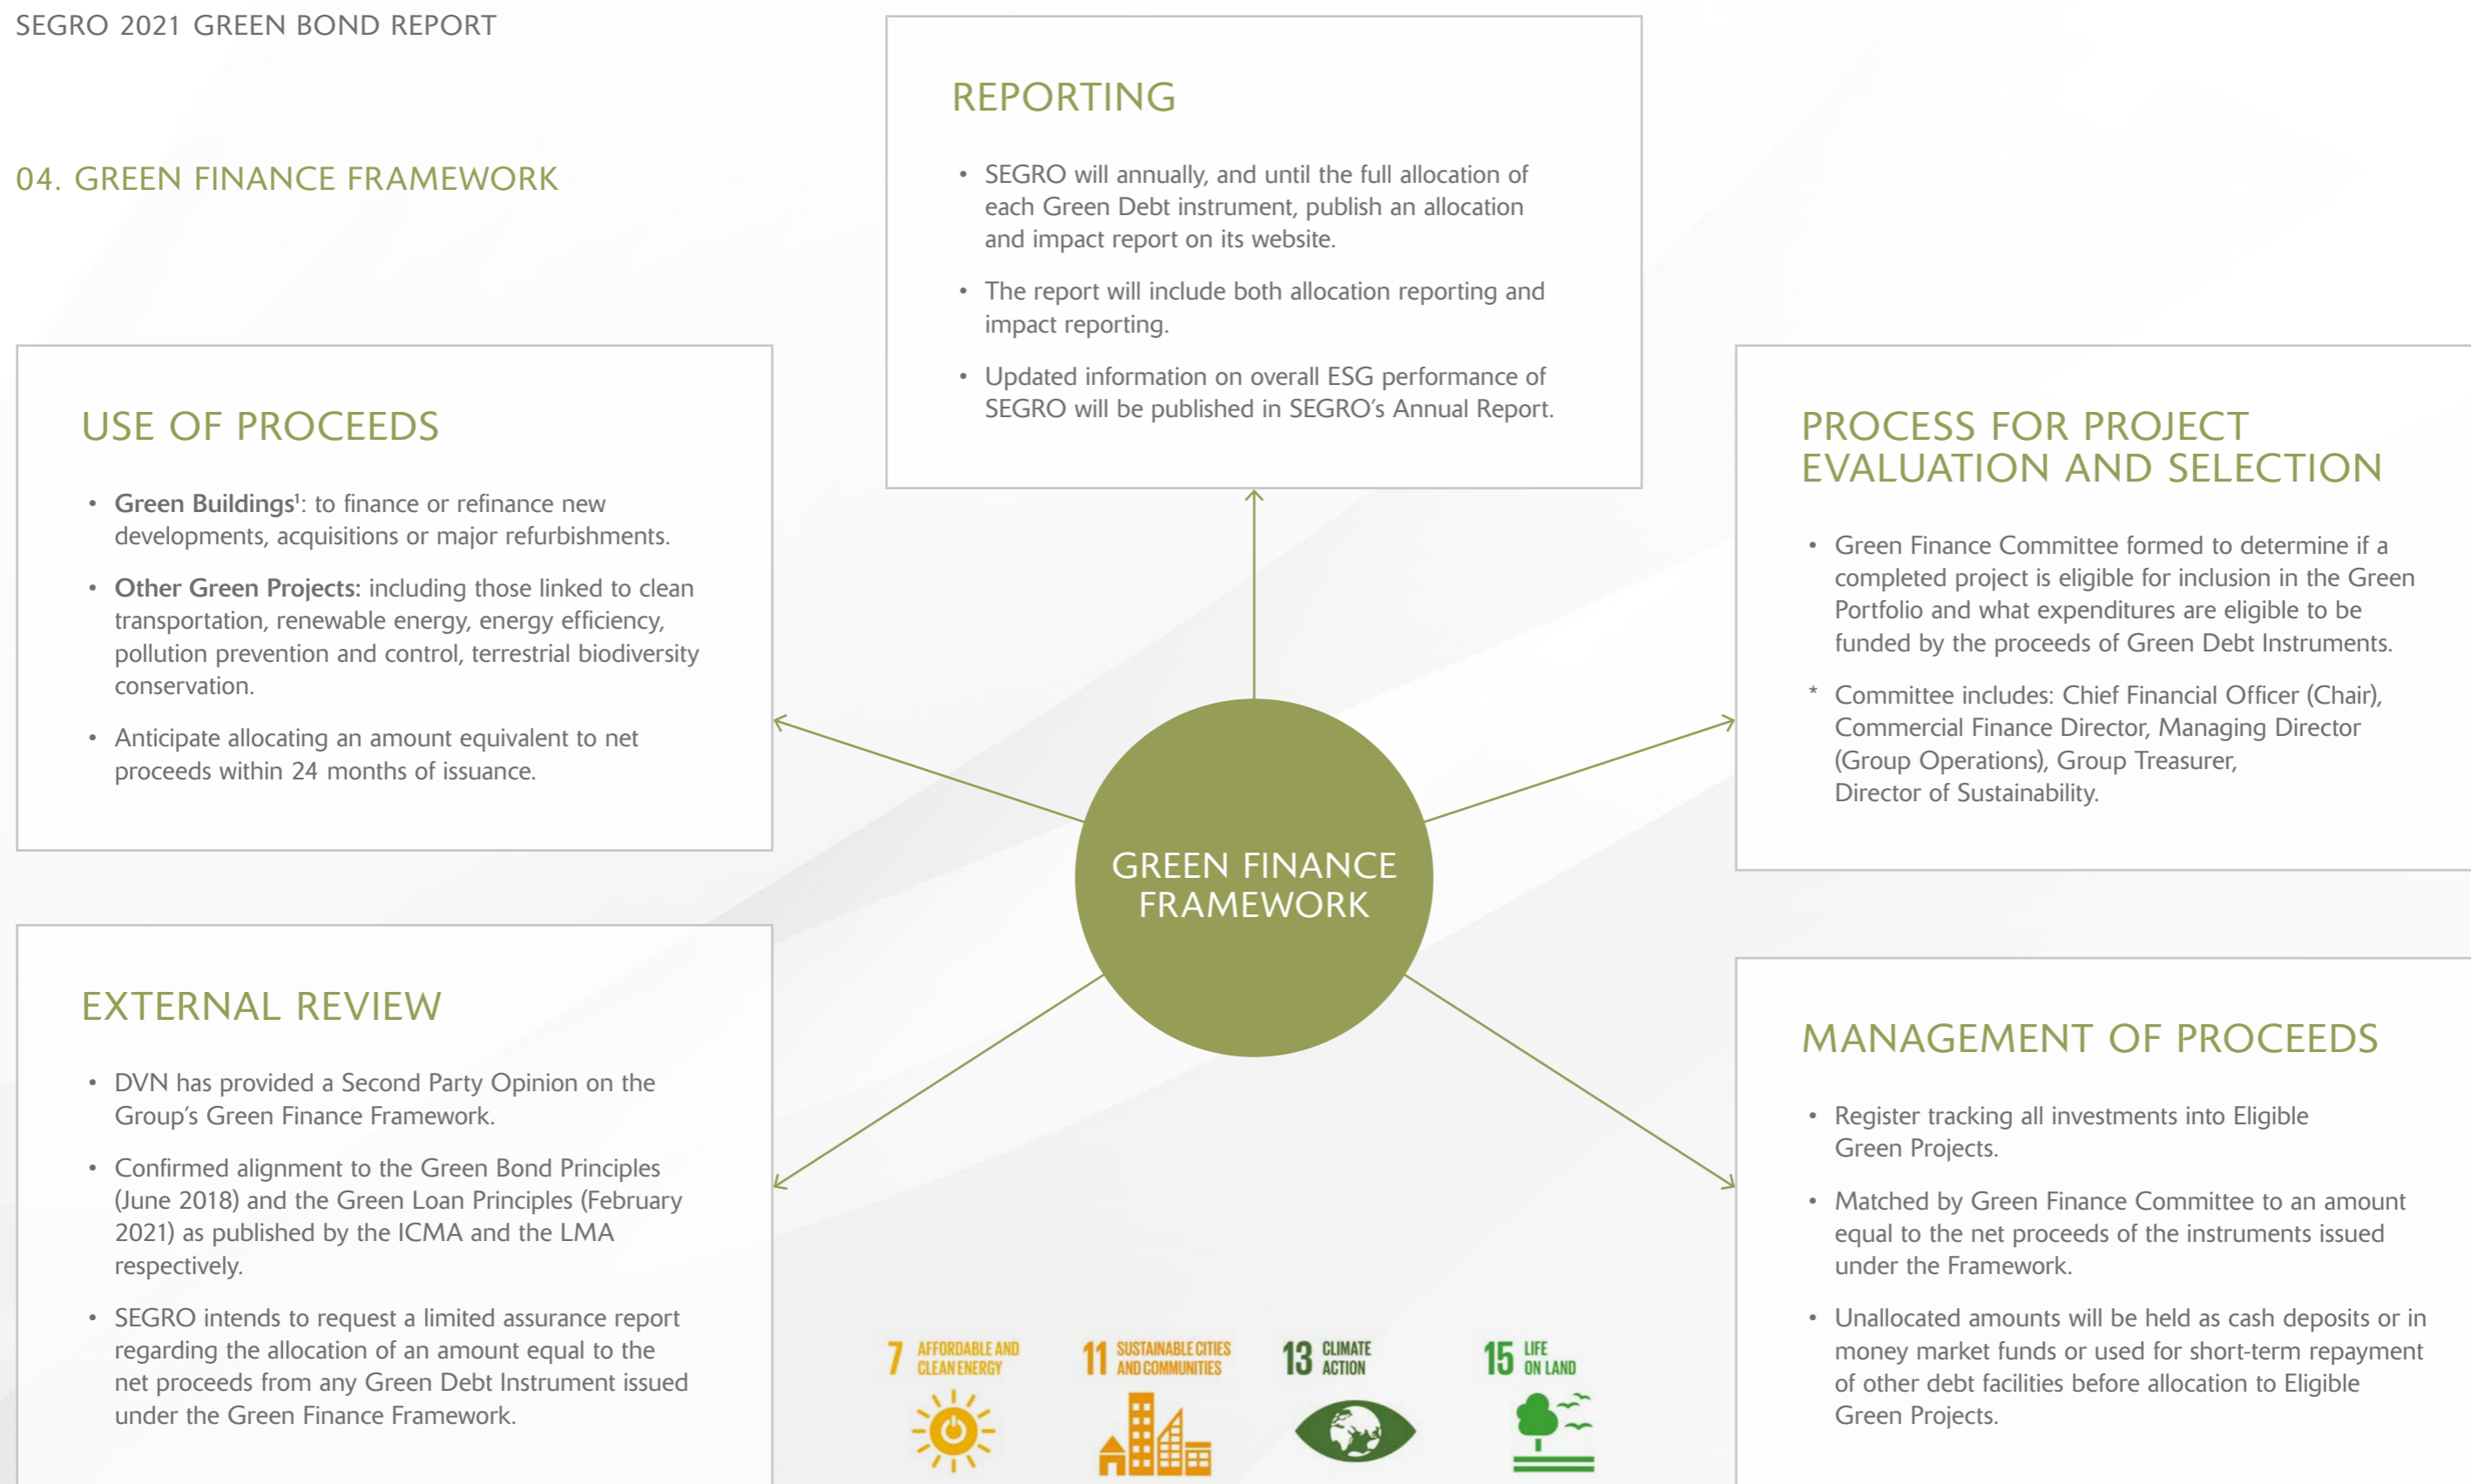 SEGRO 2021 GREEN BOND REPORT
04. GREEN FINANCE FRAMEWORK
REPORTING
• SEGRO will annually, and until the full allocation of
each Green Debt instrument, publish an allocation
and impact report on its website.
• The report will include both allocation reporting and
impact reporting.
• Updated information on overall ESG performance of
SEGRO will be published in SEGRO's Annual Report.
USE OF PROCEEDS
• Green Buildings¹: to finance or refinance new
developments, acquisitions or major refurbishments.
• Other Green Projects: including those linked to clean
transportation, renewable energy, energy efficiency,
pollution prevention and control, terrestrial biodiversity
conservation.
• Anticipate allocating an amount equivalent to net
proceeds within 24 months of issuance.
PROCESS FOR PROJECT
EVALUATION AND SELECTION
• Green Finance Committee formed to determine if a
completed project is eligible for inclusion in the Green
Portfolio and what expenditures are eligible to be
funded by the proceeds of Green Debt Instruments.
* Committee includes: Chief Financial Officer (Chair),
Commercial Finance Director, Managing Director
(Group Operations), Group Treasurer,
Director of Sustainability.
GREEN FINANCE
FRAMEWORK
EXTERNAL REVIEW
• DVN has provided a Second Party Opinion on the
Group's Green Finance Framework.
• Confirmed alignment to the Green Bond Principles
(June 2018) and the Green Loan Principles (February
2021) as published by the ICMA and the LMA
respectively.
• SEGRO intends to request a limited assurance report
regarding the allocation of an amount equal to the
net proceeds from any Green Debt Instrument issued
under the Green Finance Framework.
MANAGEMENT OF PROCEEDS
• Register tracking all investments into Eligible
Green Projects.
• Matched by Green Finance Committee to an amount
equal to the net proceeds of the instruments issued
under the Framework.
• Unallocated amounts will be held as cash deposits or in
money market funds or used for short-term repayment
of other debt facilities before allocation to Eligible
Green Projects.
7 AFFORDABLE AND
CLEAN ENERGY
11 SUSTAINABLE CITIES
AND COMMUNITIES
13 CLIMATE
ACTION
15 LIFE
ON LAND